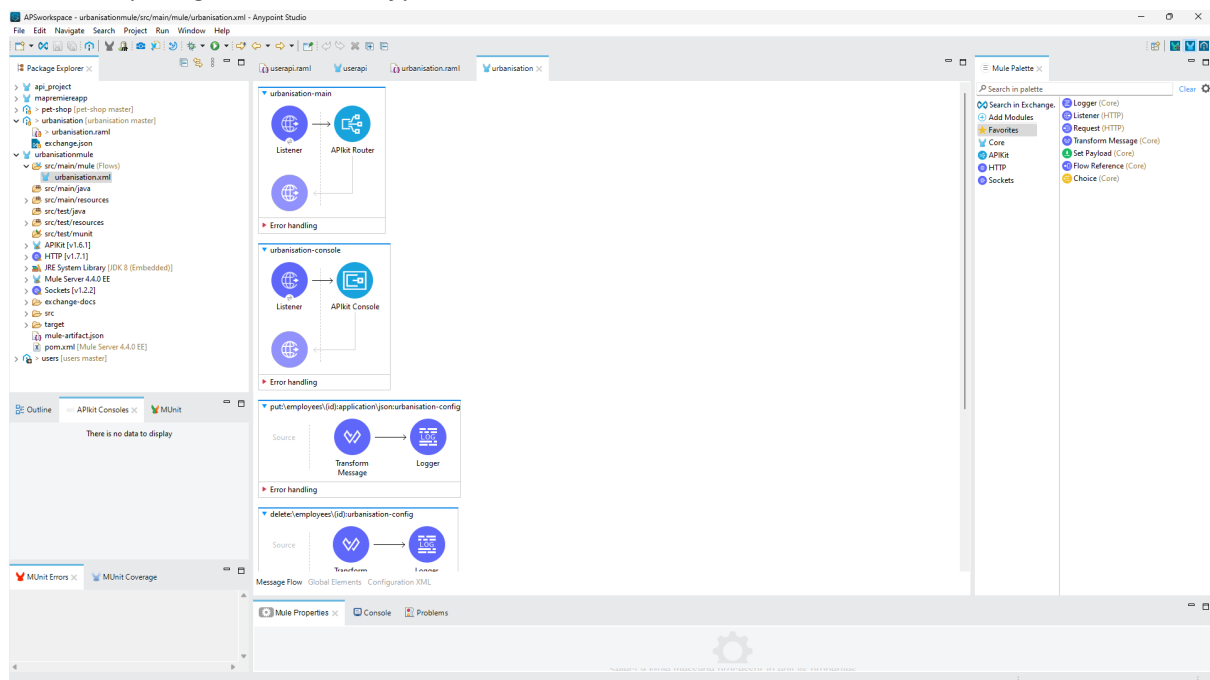 APSworkspace - urbanisationmule/src/main/mule/urbanisation.xml - Anypoint Studio
File Edit Navigate Search Project Run Window Help
Package Explorer
userapi.raml
userapi
urbanisation.raml
urbanisation
Mule Palette
api_project
mapremiereapp
> pet-shop [pet-shop master]
> urbanisation [urbanisation master]
> urbanisation.raml
exchange.json
urbanisationmule
src/main/mule (Flows)
urbanisation.xml
src/main/java
src/main/resources
src/test/java
src/test/resources
src/test/munit
APIKit [v1.6.1]
HTTP [v1.7.1]
JRE System Library [JDK 8 (Embedded)]
Mule Server 4.4.0 EE
Sockets [v1.2.2]
exchange-docs
src
target
mule-artifact.json
pom.xml [Mule Server 4.4.0 EE]
> users [users master]
Outline
APIkit Consoles
MUnit
There is no data to display
MUnit Errors
MUnit Coverage
urbanisation-main
Listener
APIkit Router
Error handling
urbanisation-console
Listener
APIkit Console
Error handling
put:\employees\(id):application\json:urbanisation-config
Source
LOG
Transform Message
Logger
Error handling
delete:\employees\(id):urbanisation-config
Source
LOG
Transform
Logger
Message Flow Global Elements Configuration XML
Mule Properties
Console
Problems
Search in palette
Clear
Search in Exchange.
Add Modules
Favorites
Core
APIKit
HTTP
Sockets
Logger (Core)
Listener (HTTP)
Request (HTTP)
Transform Message (Core)
Set Payload (Core)
Flow Reference (Core)
Choice (Core)